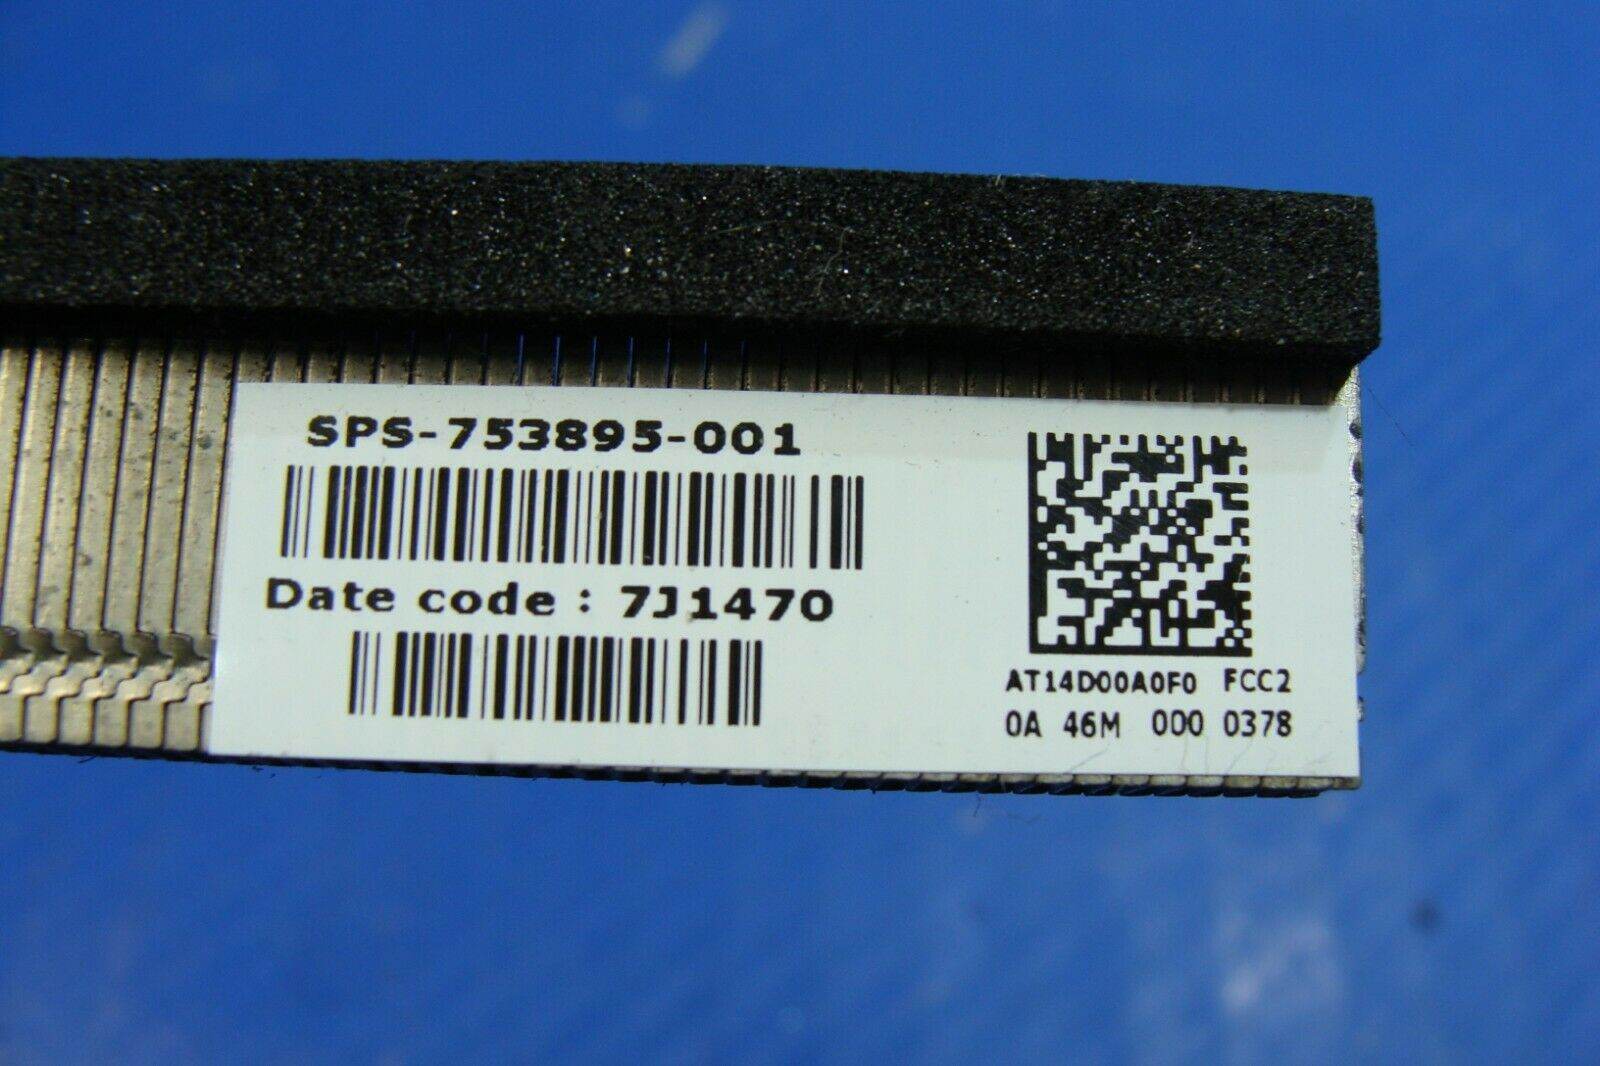 SPS-753895-001
Date code : 7J1470
AT14D00A0F0 FCC2
0A 46M 000 0378